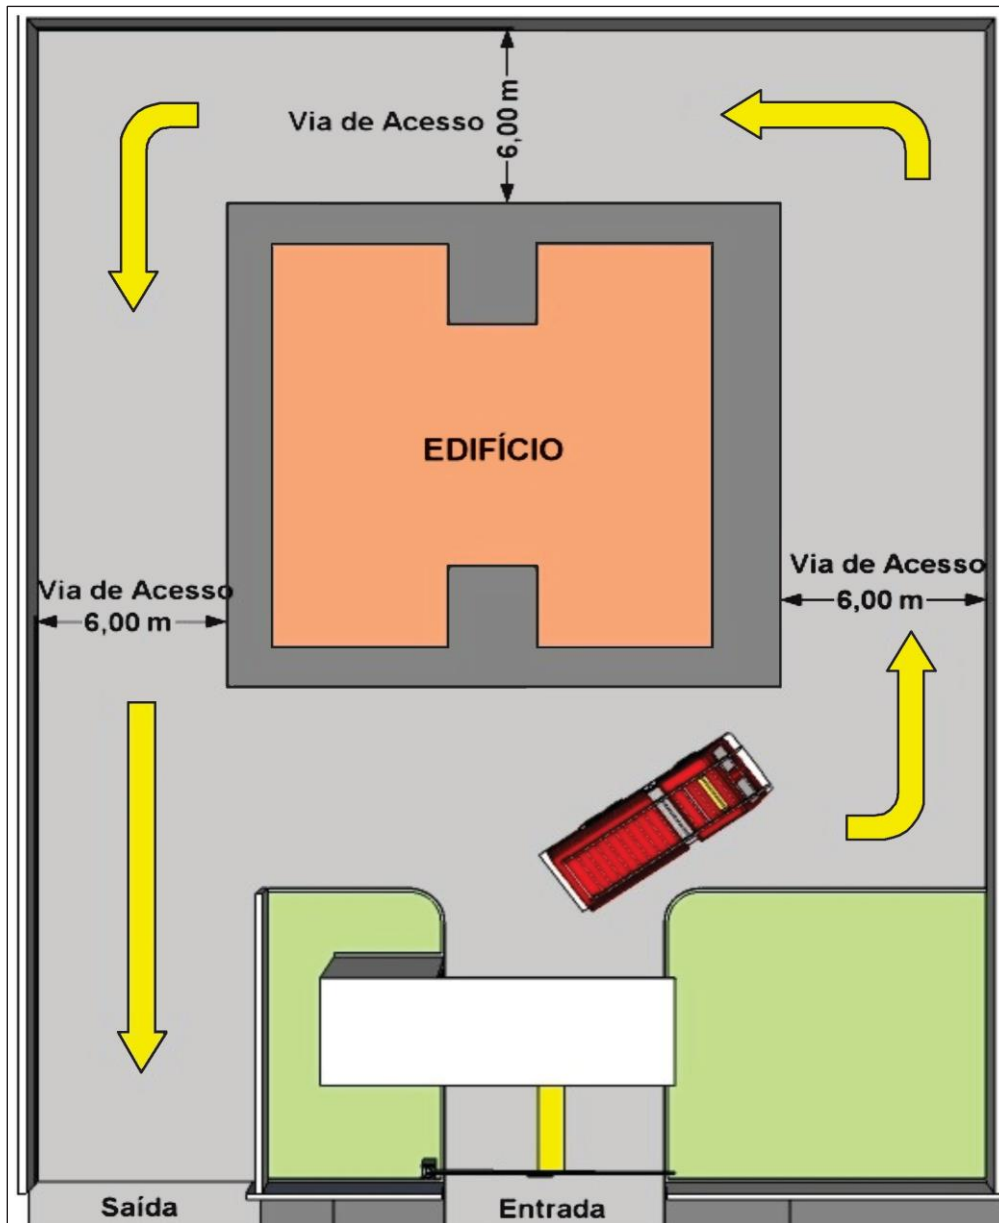 Via de Acesso
6,00 m
EDIFÍCIO
Via de Acesso
6,00 m
Via de Acesso
6,00 m
Saída
Entrada